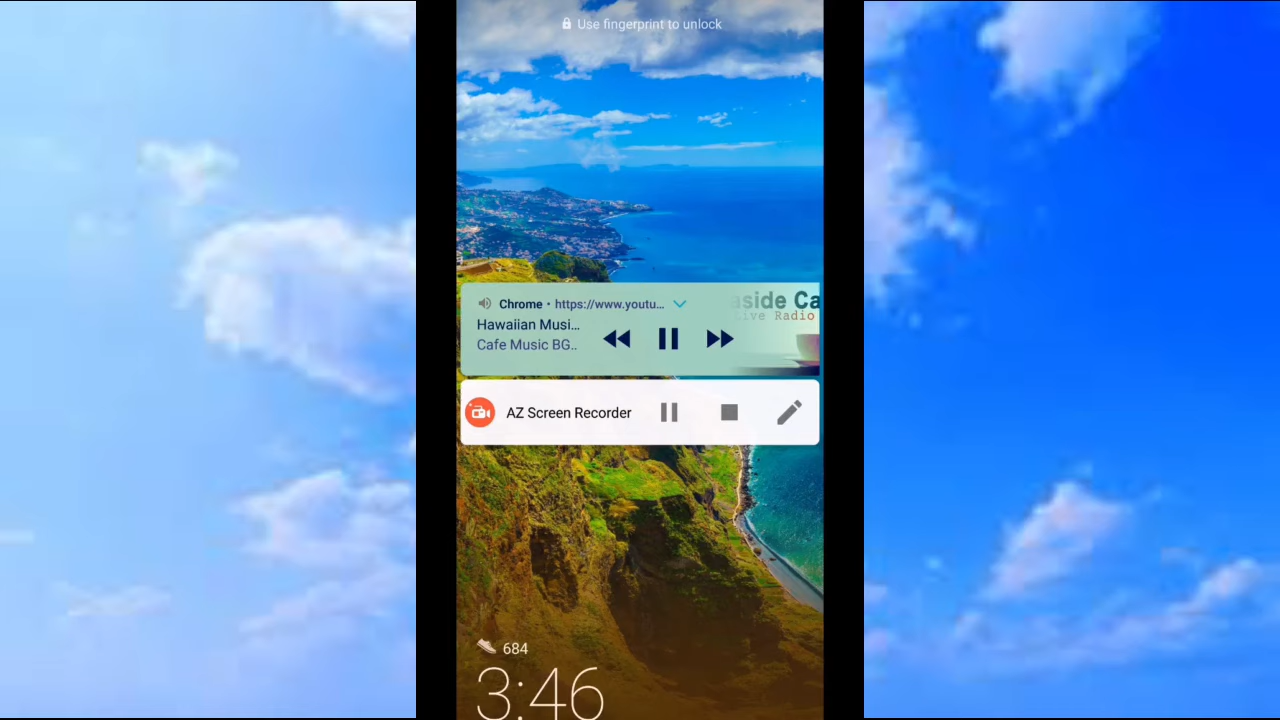 Use fingerprint to unlock
Chrome • https://www.youtu...
Hawaiian Musi...
Cafe Music BG..
aside Ca
Live Radio
AZ Screen Recorder
684
3:46